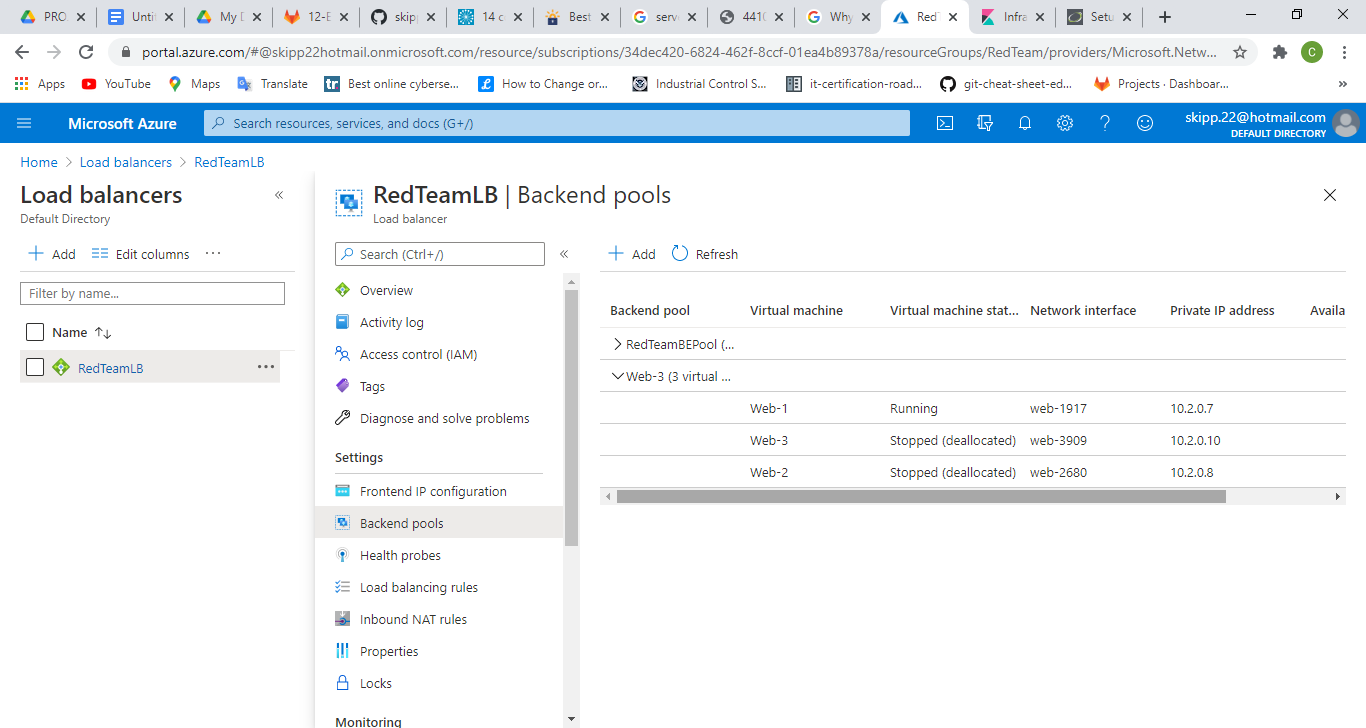 PRO Untit My D 12-E skip 14 c Best serve 4410 Why RedT Infra Setu
portal.azure.com/#@skipp22hotmail.onmicrosoft.com/resource/subscriptions/34dec420-6824-462f-8ccf-01ea4b89378a/resourceGroups/RedTeam/providers/Microsoft.Netw... C
Apps YouTube Maps Translate Best online cyberse... How to Change or... Industrial Control S... it-certification-road... git-cheat-sheet-ed... Projects · Dashboar... »
Microsoft Azure Search resources, services, and docs (G+/) skipp.22@hotmail.com
DEFAULT DIRECTORY
Home > Load balancers > RedTeamLB
Load balancers «
Default Directory
Add Edit columns ...
Filter by name...
Name ↑↓
RedTeamLB ...
RedTeamLB | Backend pools
Load balancer
Search (Ctrl+/) «
Overview
Activity log
Access control (IAM)
Tags
Diagnose and solve problems
Settings
Frontend IP configuration
Backend pools
Health probes
Load balancing rules
Inbound NAT rules
Properties
Locks
Monitoring
Add Refresh
Backend pool Virtual machine Virtual machine stat... Network interface Private IP address Availa
RedTeamBEPool (...
Web-3 (3 virtual ...
Web-1 Running web-1917 10.2.0.7
Web-3 Stopped (deallocated) web-3909 10.2.0.10
Web-2 Stopped (deallocated) web-2680 10.2.0.8